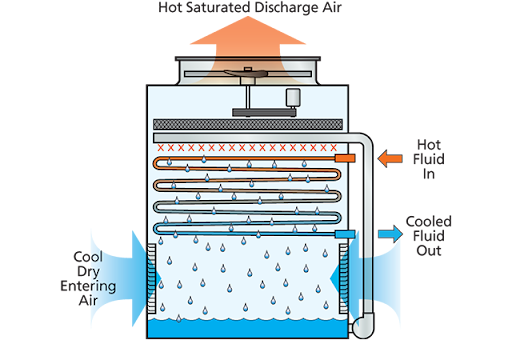 Hot Saturated Discharge Air
Hot
Fluid
In
Cooled
Fluid
Out
Cool
Dry
Entering
Air